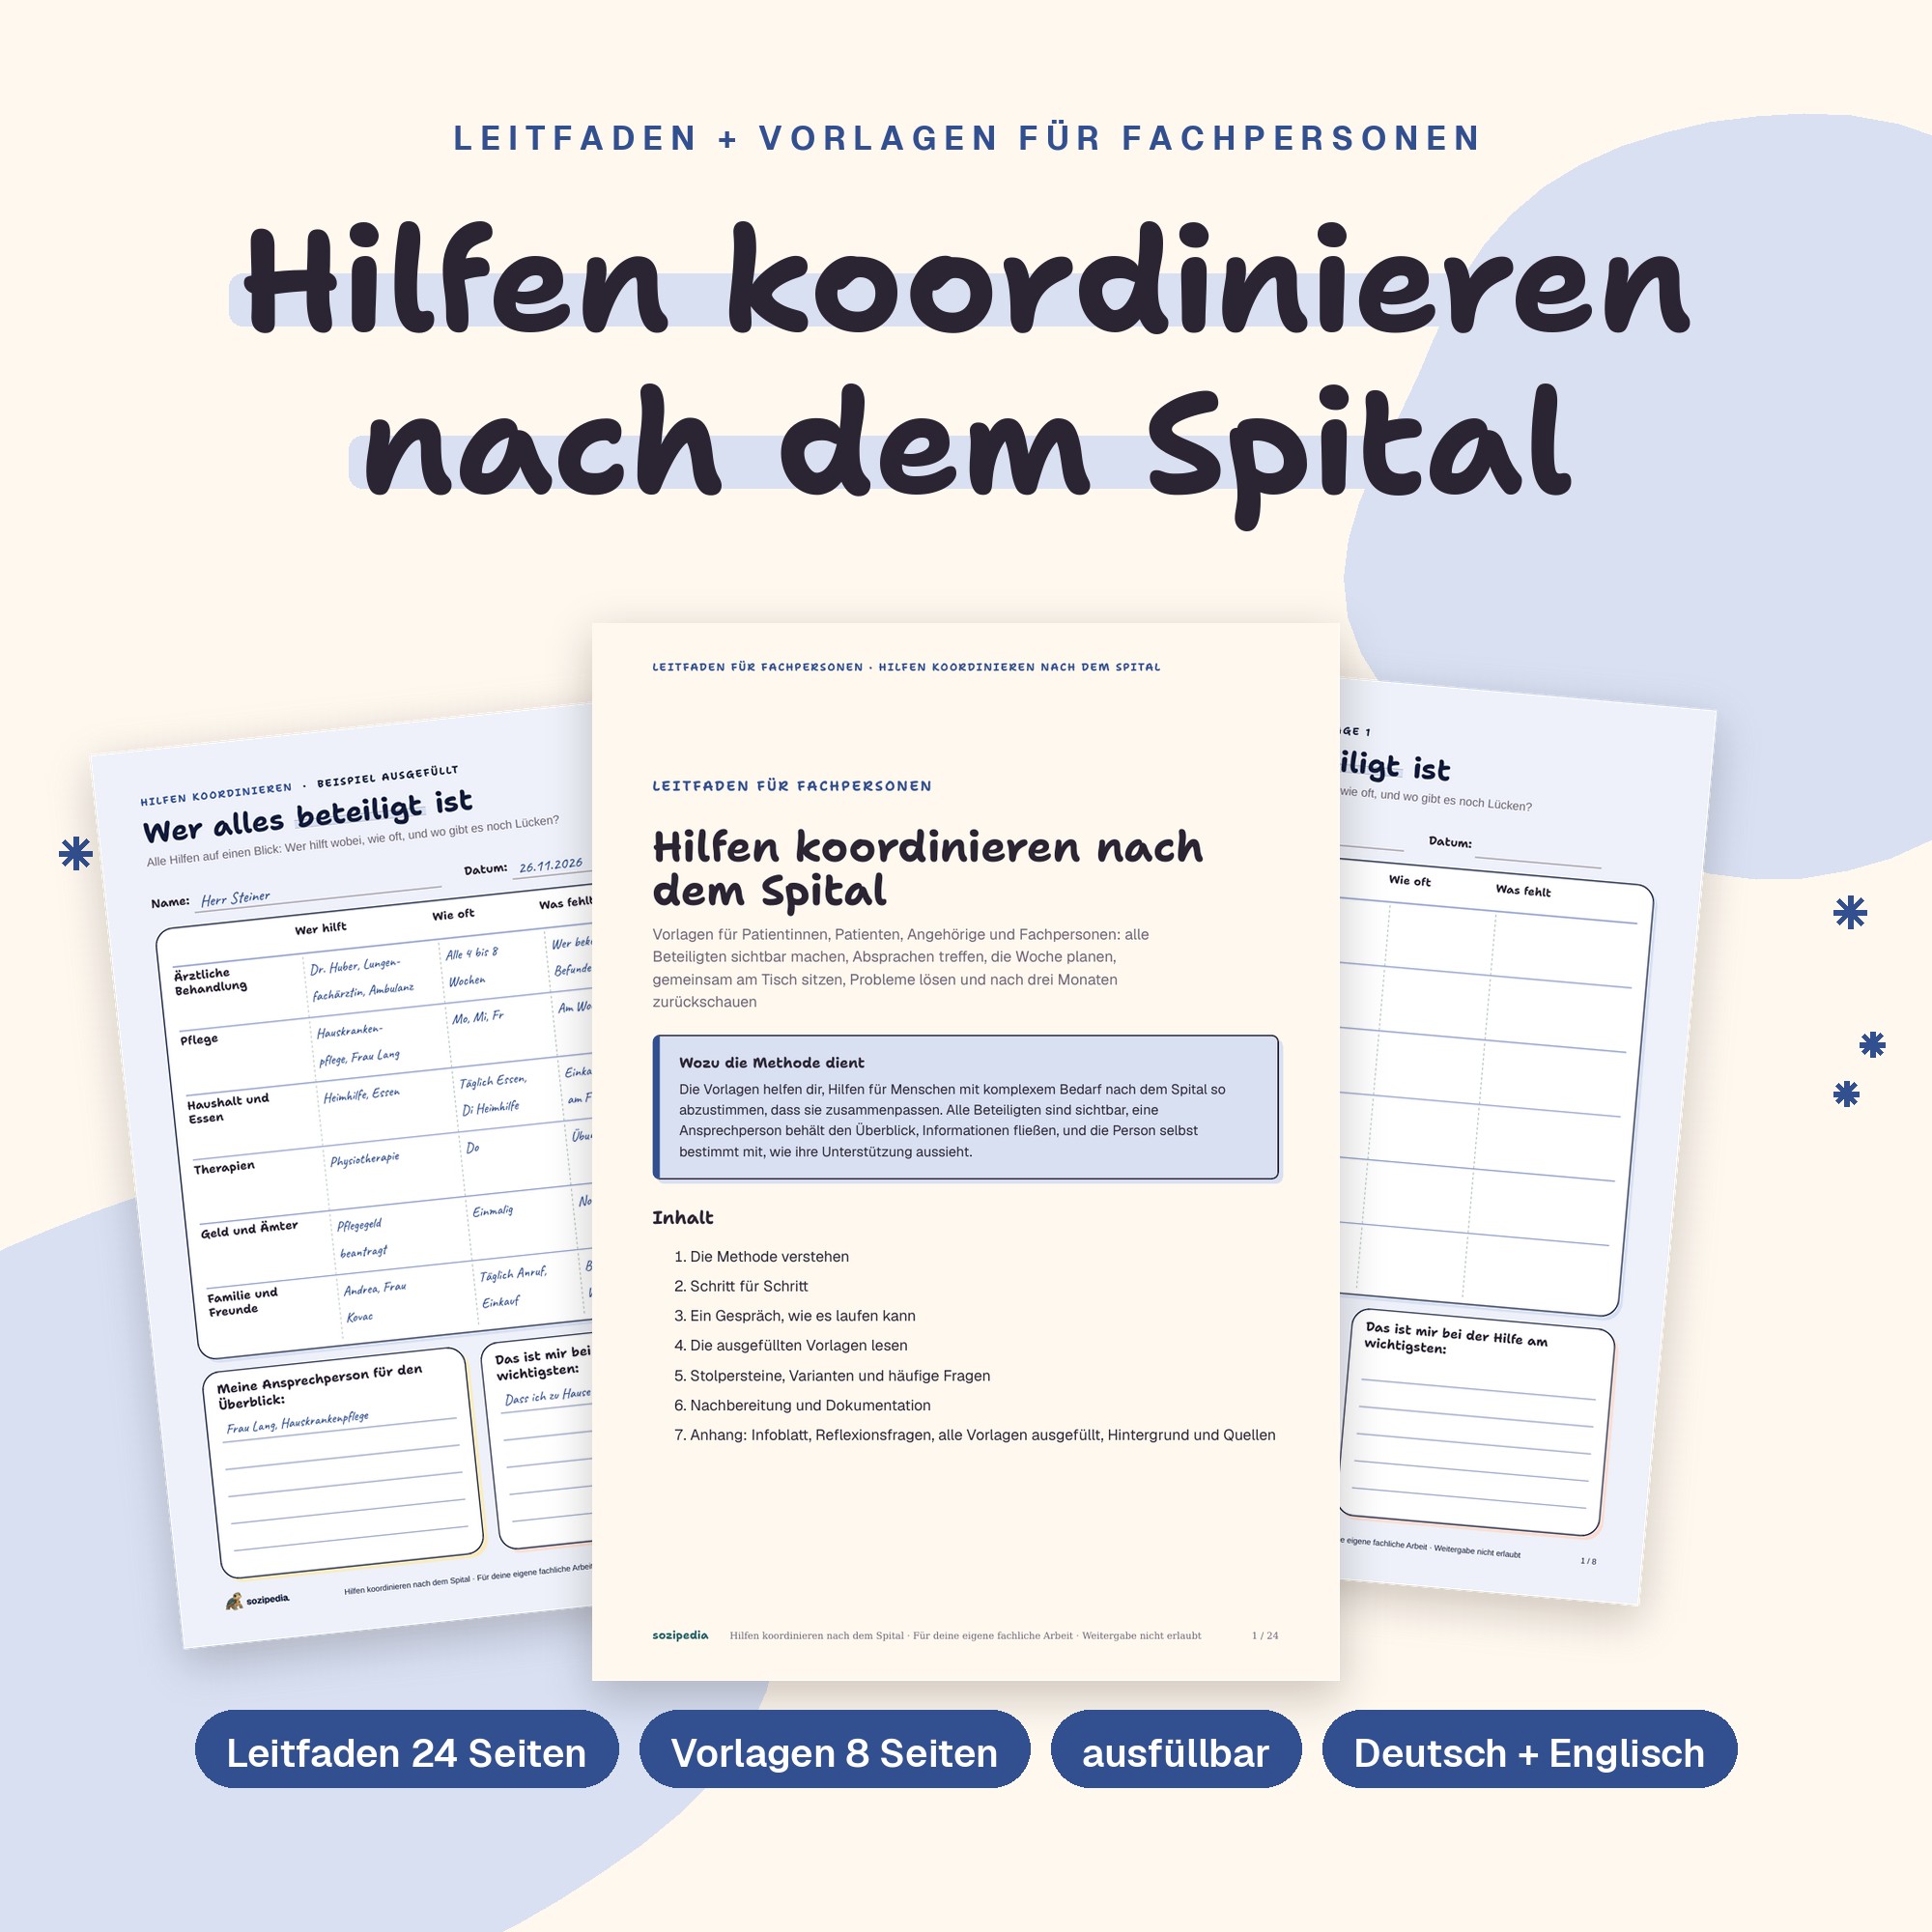 LEITFADEN + VORLAGEN FÜR FACHPERSONEN
Hilfen koordinieren
nach dem Spital
HILFEN KOORDINIEREN · BEISPIEL AUSGEFÜLLT
Wer alles beteiligt ist
Alle Hilfen auf einen Blick: Wer hilft wobei, wie oft, und wo gibt es noch Lücken?
Name: Herr Steiner
Datum: 26.11.2026
Wer hilft
Wie oft
Was fehlt
Ärztliche
Behandlung
Dr. Huber, Lungen-
fachärztin, Ambulanz
Alle 4 bis 8
Wochen
Wer
Befunde
Pflege
Hauskranken-
pflege, Frau Lang
Mo, Mi, Fr
Am
Haushalt und
Essen
Heimhilfe, Essen
Täglich Essen,
Di Heimhilfe
am
Therapien
Physiotherapie
Do
Geld und Ämter
Pflegegeld
beantragt
Einmalig
Familie und
Freunde
Andrea, Frau
Kovac
Täglich Anruf,
Einkauf
Meine Ansprechperson für den
Überblick:
Frau Lang, Hauskrankenpflege
Das ist mir bei
wichtigsten:
Dass ich zu Hause
sozipedia
Hilfen koordinieren nach dem Spital · Für deine eigene fachliche Arbeit
LEITFADEN FÜR FACHPERSONEN · HILFEN KOORDINIEREN NACH DEM SPITAL
LEITFADEN FÜR FACHPERSONEN
Hilfen koordinieren nach
dem Spital
Vorlagen für Patientinnen, Patienten, Angehörige und Fachpersonen: alle
Beteiligten sichtbar machen, Absprachen treffen, die Woche planen,
gemeinsam am Tisch sitzen, Probleme lösen und nach drei Monaten
zurückschauen
Wozu die Methode dient
Die Vorlagen helfen dir, Hilfen für Menschen mit komplexem Bedarf nach dem Spital so
abzustimmen, dass sie zusammenpassen. Alle Beteiligten sind sichtbar, eine
Ansprechperson behält den Überblick, Informationen fließen, und die Person selbst
bestimmt mit, wie ihre Unterstützung aussieht.
Inhalt
1. Die Methode verstehen
2. Schritt für Schritt
3. Ein Gespräch, wie es laufen kann
4. Die ausgefüllten Vorlagen lesen
5. Stolpersteine, Varianten und häufige Fragen
6. Nachbereitung und Dokumentation
7. Anhang: Infoblatt, Reflexionsfragen, alle Vorlagen ausgefüllt, Hintergrund und Quellen
sozipedia
Hilfen koordinieren nach dem Spital · Für deine eigene fachliche Arbeit · Weitergabe nicht erlaubt
1 / 24
GE 1
iligt ist
wie oft, und wo gibt es noch Lücken?
Datum:
Wie oft
Was fehlt
Das ist mir bei der Hilfe am
wichtigsten:
eigene fachliche Arbeit · Weitergabe nicht erlaubt
1 / 8
Leitfaden 24 Seiten
Vorlagen 8 Seiten
ausfüllbar
Deutsch + Englisch